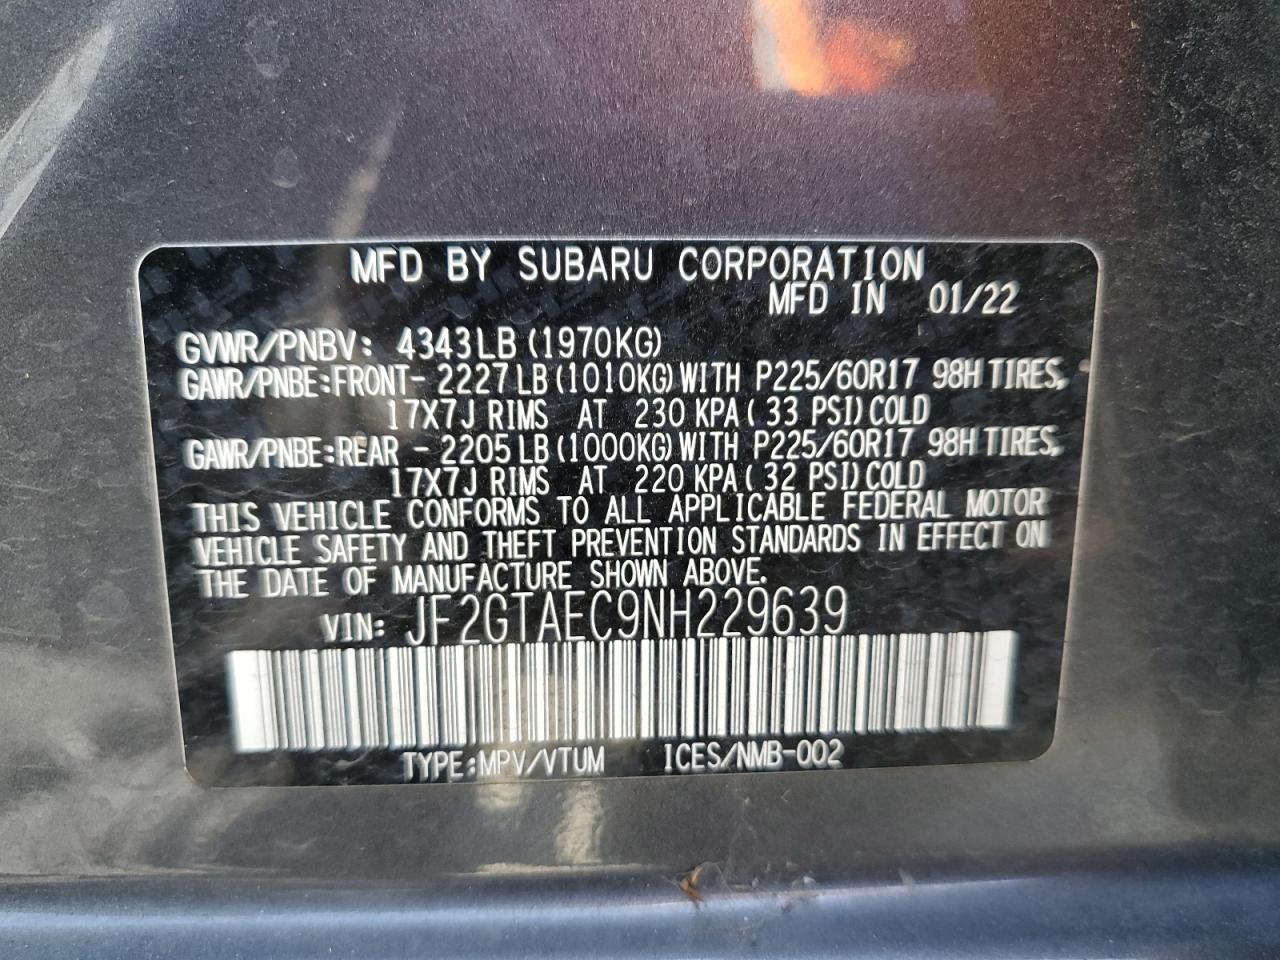 MFD BY SUBARU CORPORATION
MFD IN 01/22
GVWR/PNBV: 4343LB (1970KG)
GAWR/PNBE:FRONT- 2227LB (1010KG) WITH P225/60R17 98H TIRES,
17X7J RIMS AT 230 KPA ( 33 PSI) COLD
GAWR/PNBE:REAR - 2205LB (1000KG) WITH P225/60R17 98H TIRES,
17X7J RIMS AT 220 KPA ( 32 PSI) COLD
THIS VEHICLE CONFORMS TO ALL APPLICABLE FEDERAL MOTOR
VEHICLE SAFETY AND THEFT PREVENTION STANDARDS IN EFFECT ON
THE DATE OF MANUFACTURE SHOWN ABOVE.
VIN: JF2GTAEC9NH229639
TYPE:MPV/VTUM ICES/NMB-002